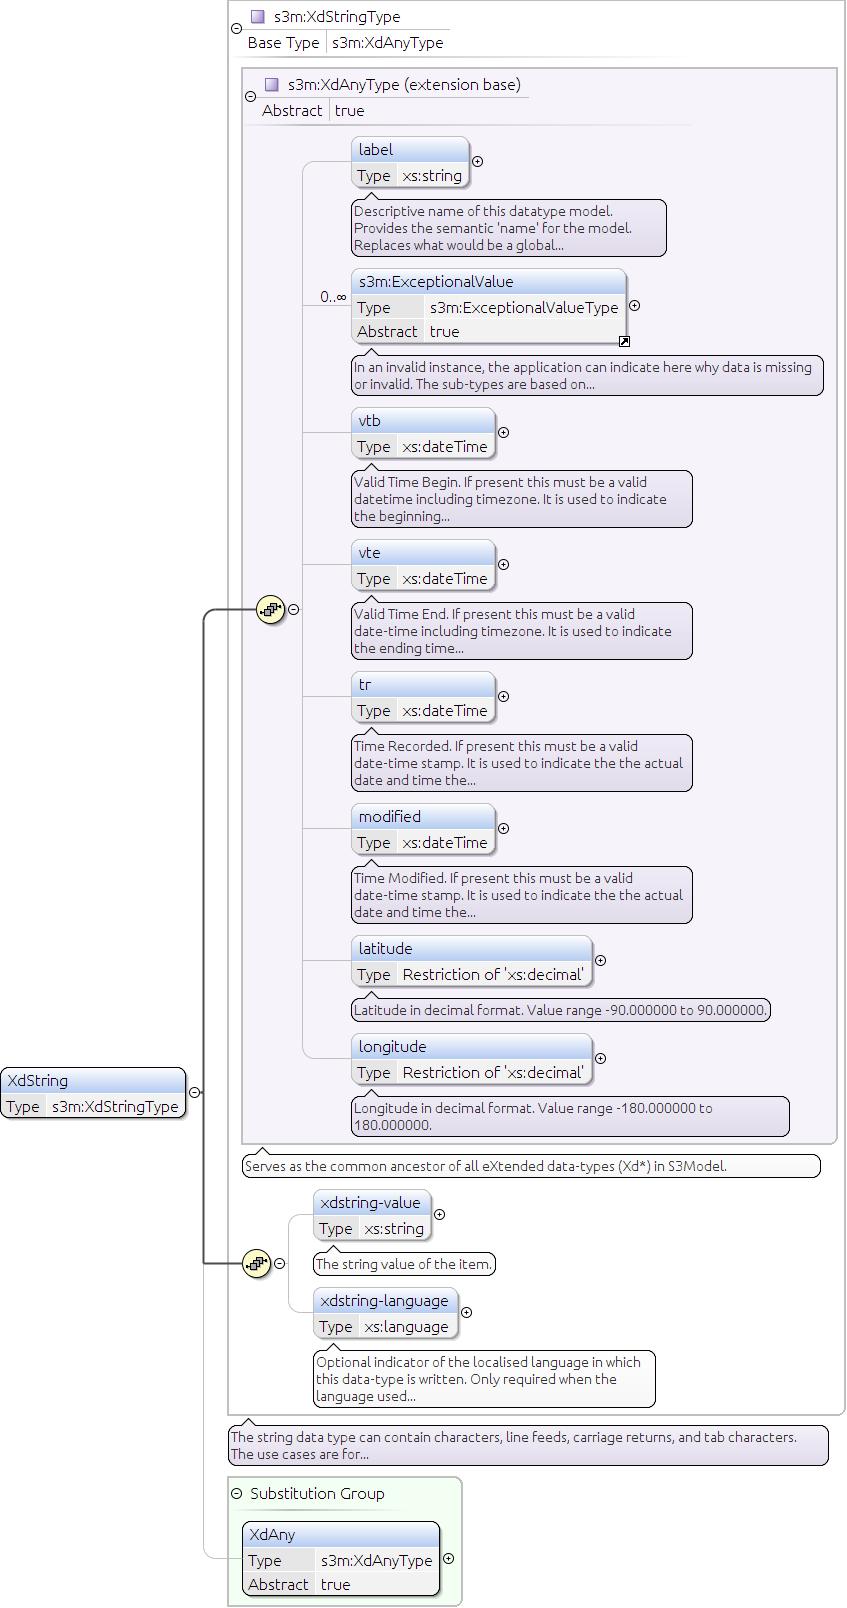 s3m:XdStringType
Base Type s3m:XdAnyType
s3m:XdAnyType (extension base)
Abstract true
label
Type xs:string
Descriptive name of this datatype model.
Provides the semantic 'name' for the model.
Replaces what would be a global...
0..∞
s3m:ExceptionalValue
Type s3m:ExceptionalValueType
Abstract true
In an invalid instance, the application can indicate here why data is missing
or invalid. The sub-types are based on...
vtb
Type xs:dateTime
Valid Time Begin. If present this must be a valid
datetime including timezone. It is used to indicate
the beginning...
vte
Type xs:dateTime
Valid Time End. If present this must be a valid
date-time including timezone. It is used to indicate
the ending time...
tr
Type xs:dateTime
Time Recorded. If present this must be a valid
date-time stamp. It is used to indicate the the actual
date and time the...
modified
Type xs:dateTime
Time Modified. If present this must be a valid
date-time stamp. It is used to indicate the the actual
date and time the...
latitude
Type Restriction of 'xs:decimal'
Latitude in decimal format. Value range -90.000000 to 90.000000.
longitude
Type Restriction of 'xs:decimal'
Longitude in decimal format. Value range -180.000000 to
180.000000.
XdString
Type s3m:XdStringType
Serves as the common ancestor of all eXtended data-types (Xd*) in S3Model.
xdstring-value
Type xs:string
The string value of the item.
xdstring-language
Type xs:language
Optional indicator of the localised language in which
this data-type is written. Only required when the
language used...
The string data type can contain characters, line feeds, carriage returns, and tab characters.
The use cases are for...
Substitution Group
XdAny
Type s3m:XdAnyType
Abstract true